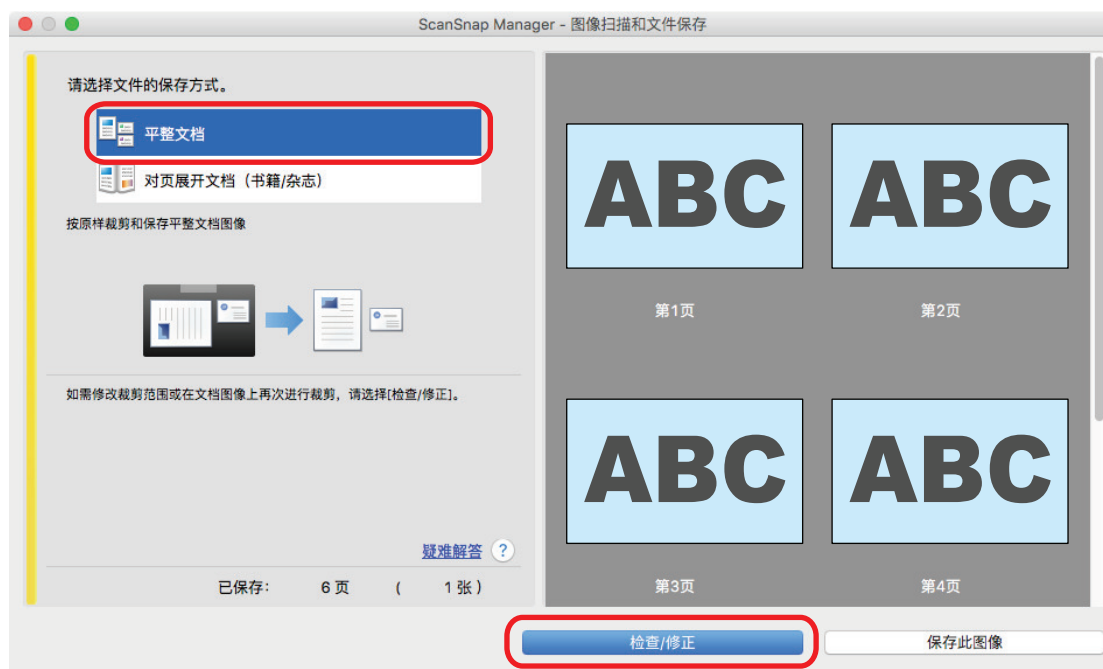 ScanSnap Manager - 图像扫描和文件保存
请选择文件的保存方式。
平整文档
对页展开文档（书籍/杂志）
按原样裁剪和保存平整文档图像
如需修改裁剪范围或在文档图像上再次进行裁剪，请选择[检查/修正]。
疑难解答 ?
已保存: 6 页 ( 1 张 )
ABC
ABC
第1页
第2页
ABC
ABC
第3页
第4页
检查/修正
保存此图像